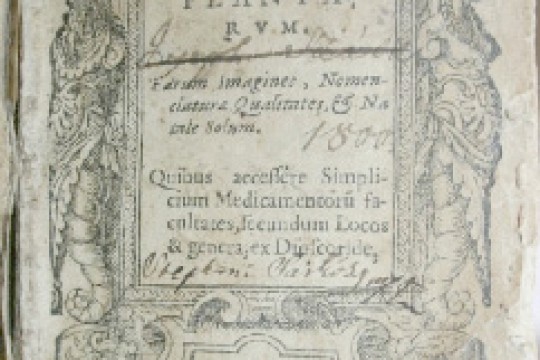 PLANTA,
RVM.
Earum Imagines, Nomen-
claturæ Qualitates, & Na
tale Solum.
1800
Quibus accessêre Simpli-
cium Medicamentorũ fa-
cultates, secundum Locos
& genera, ex Dioscoride,